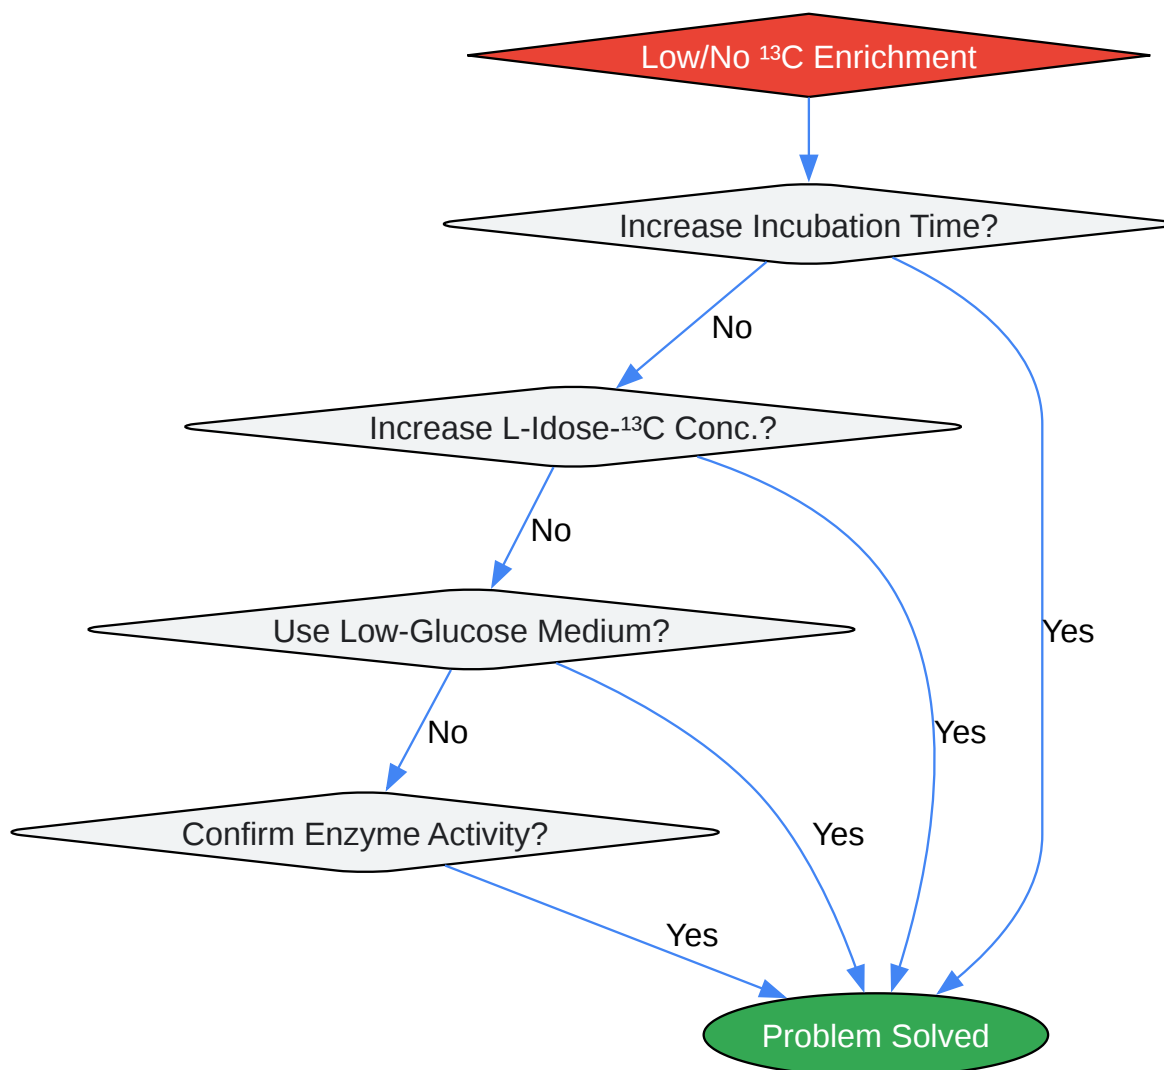 Low/No ¹³C Enrichment
Increase Incubation Time?
No
Increase L-Idose-¹³C Conc.?
No
Use Low-Glucose Medium?
Yes
No
Yes
Confirm Enzyme Activity?
Yes
Yes
Problem Solved